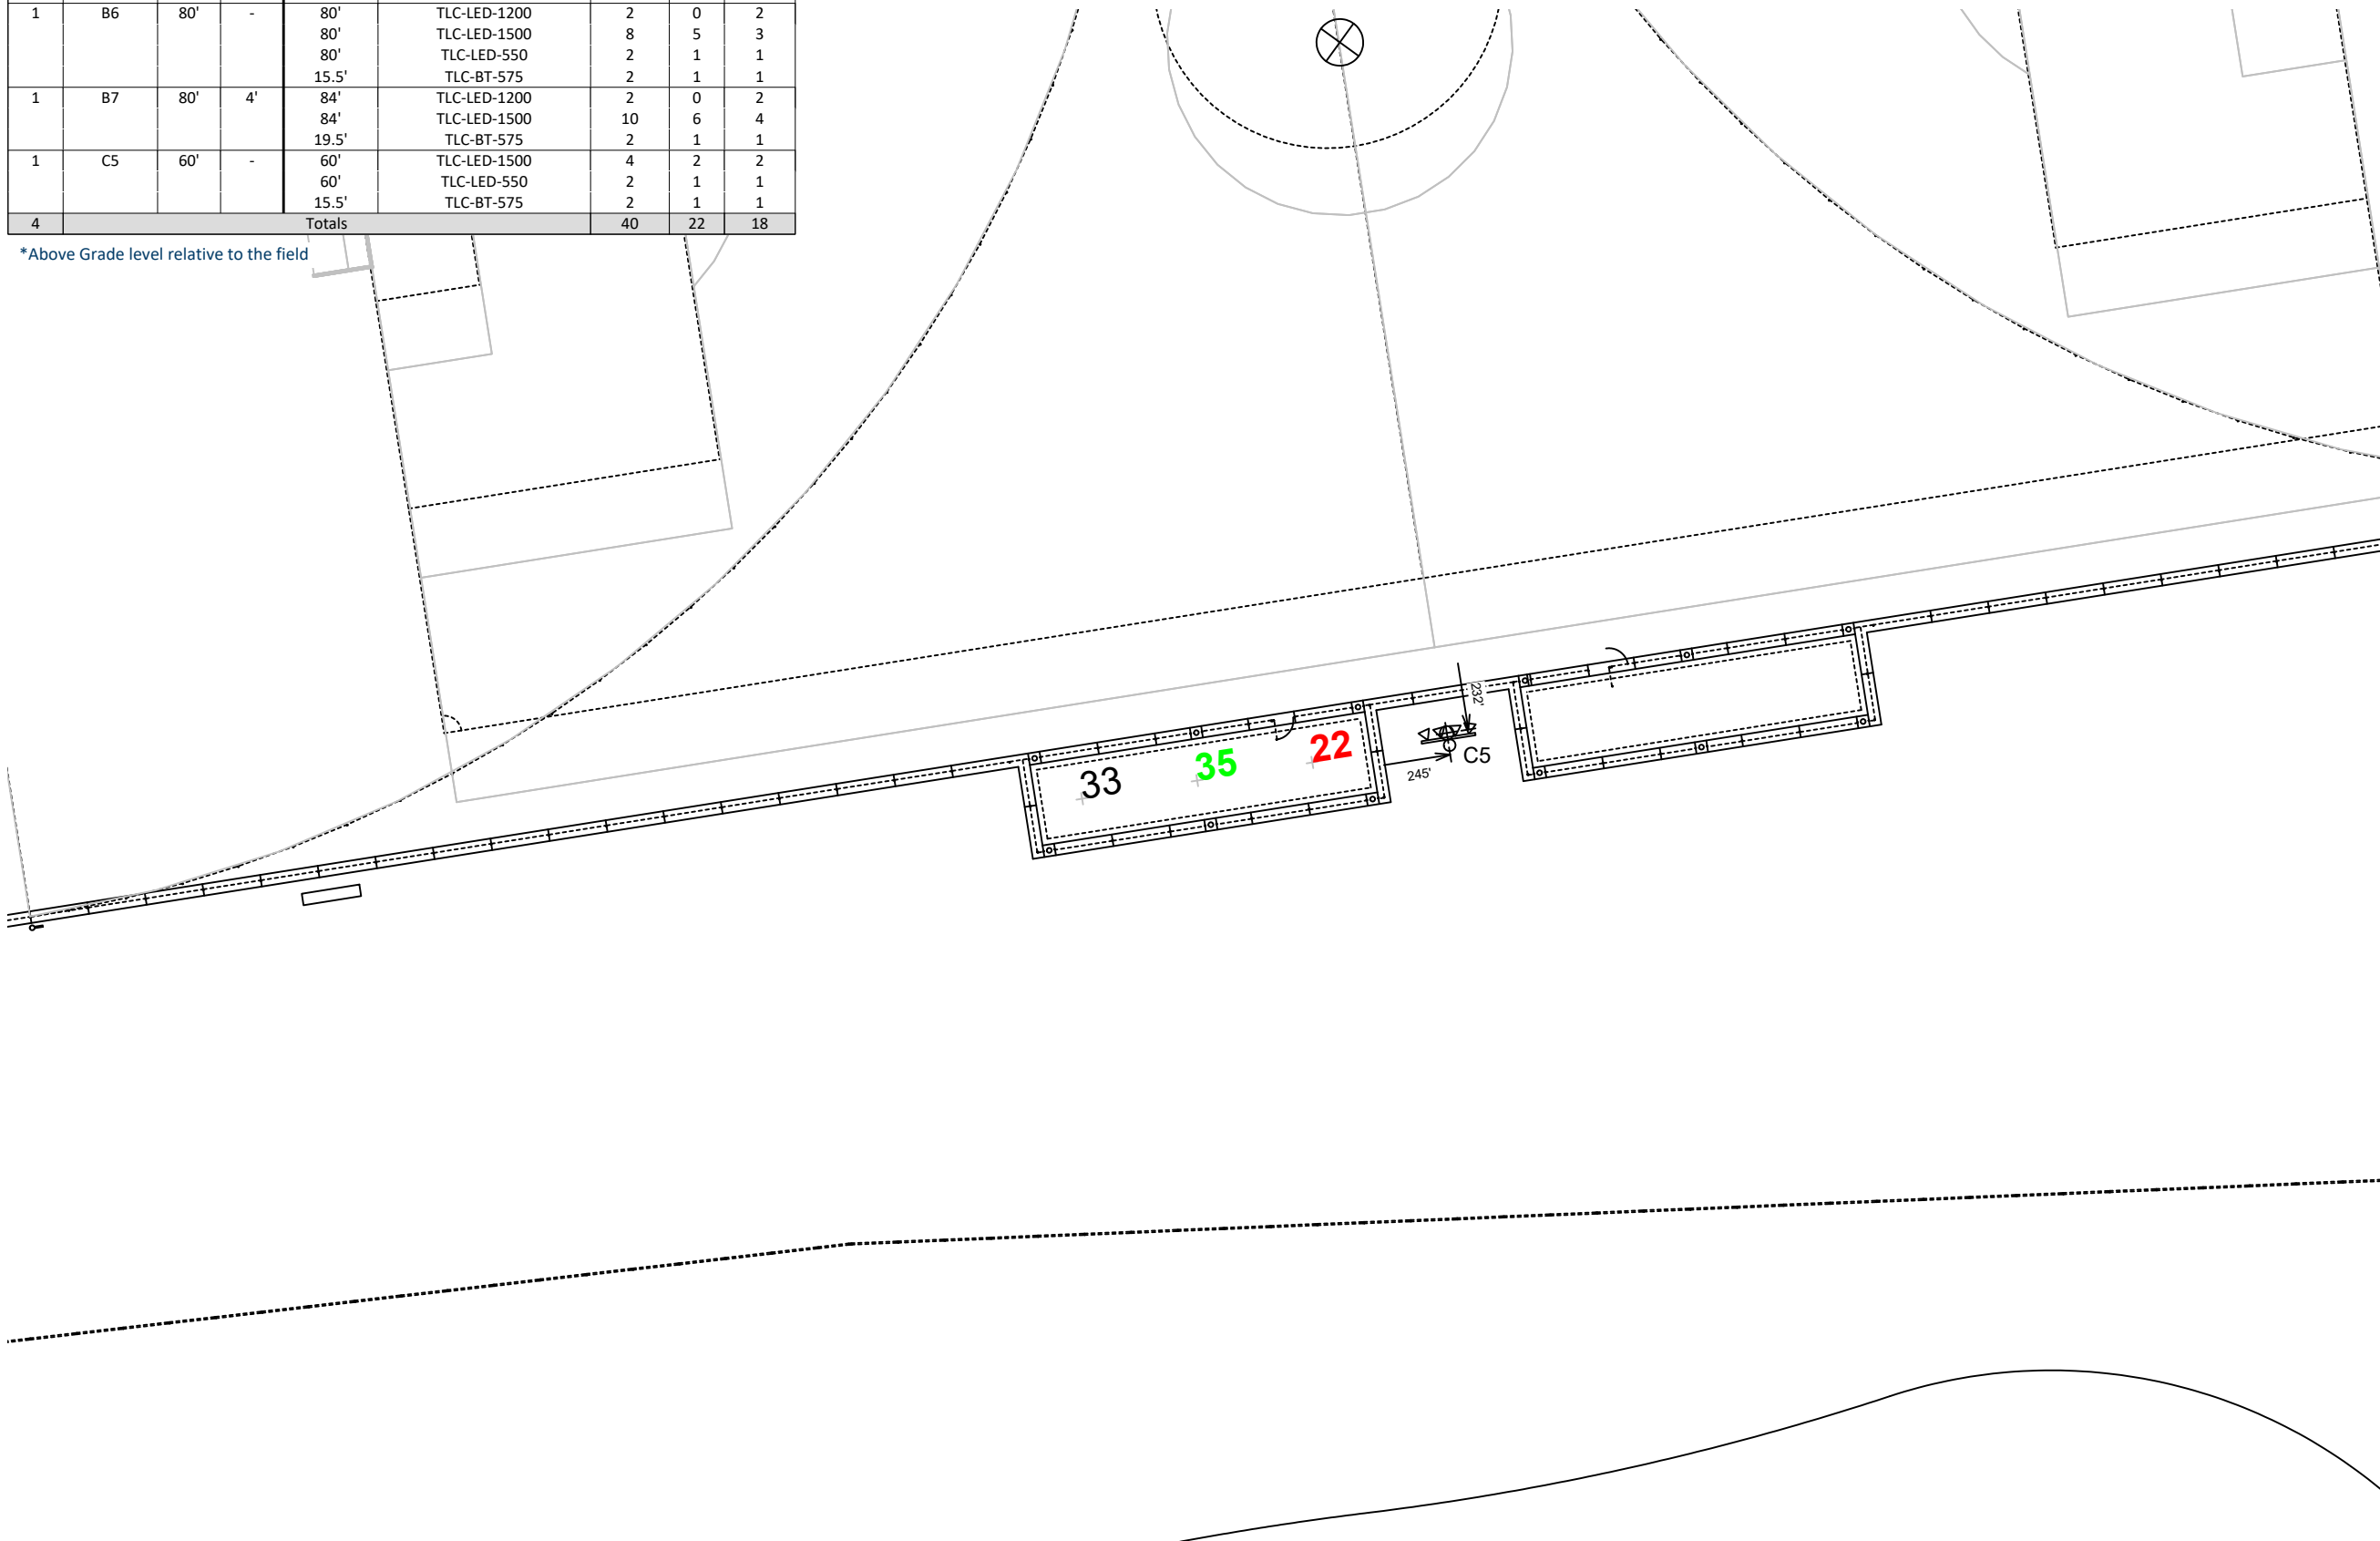 1 B6 80' - 80' TLC-LED-1200 2 0 2
80' TLC-LED-1500 8 5 3
80' TLC-LED-550 2 1 1
15.5' TLC-BT-575 2 1 1
1 B7 80' 4' 84' TLC-LED-1200 2 0 2
84' TLC-LED-1500 10 6 4
19.5' TLC-BT-575 2 1 1
1 C5 60' - 60' TLC-LED-1500 4 2 2
60' TLC-LED-550 2 1 1
15.5' TLC-BT-575 2 1 1
4 Totals 40 22 18
*Above Grade level relative to the field
232'
33 35 22
C5
245'